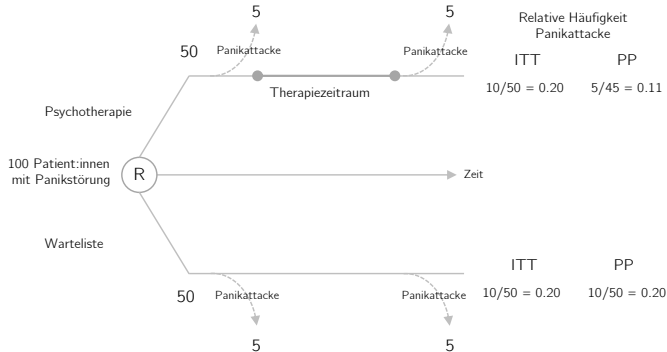 5
5
Relative Häufigkeit
Panikattacke
50
Panikattacke
Panikattacke
ITT
PP
10/50 = 0.20
5/45 = 0.11
Therapiezeitraum
Psychotherapie
100 Patient:innen
mit Panikstörung
R
Zeit
Warteliste
ITT
PP
50
Panikattacke
Panikattacke
10/50 = 0.20
10/50 = 0.20
5
5